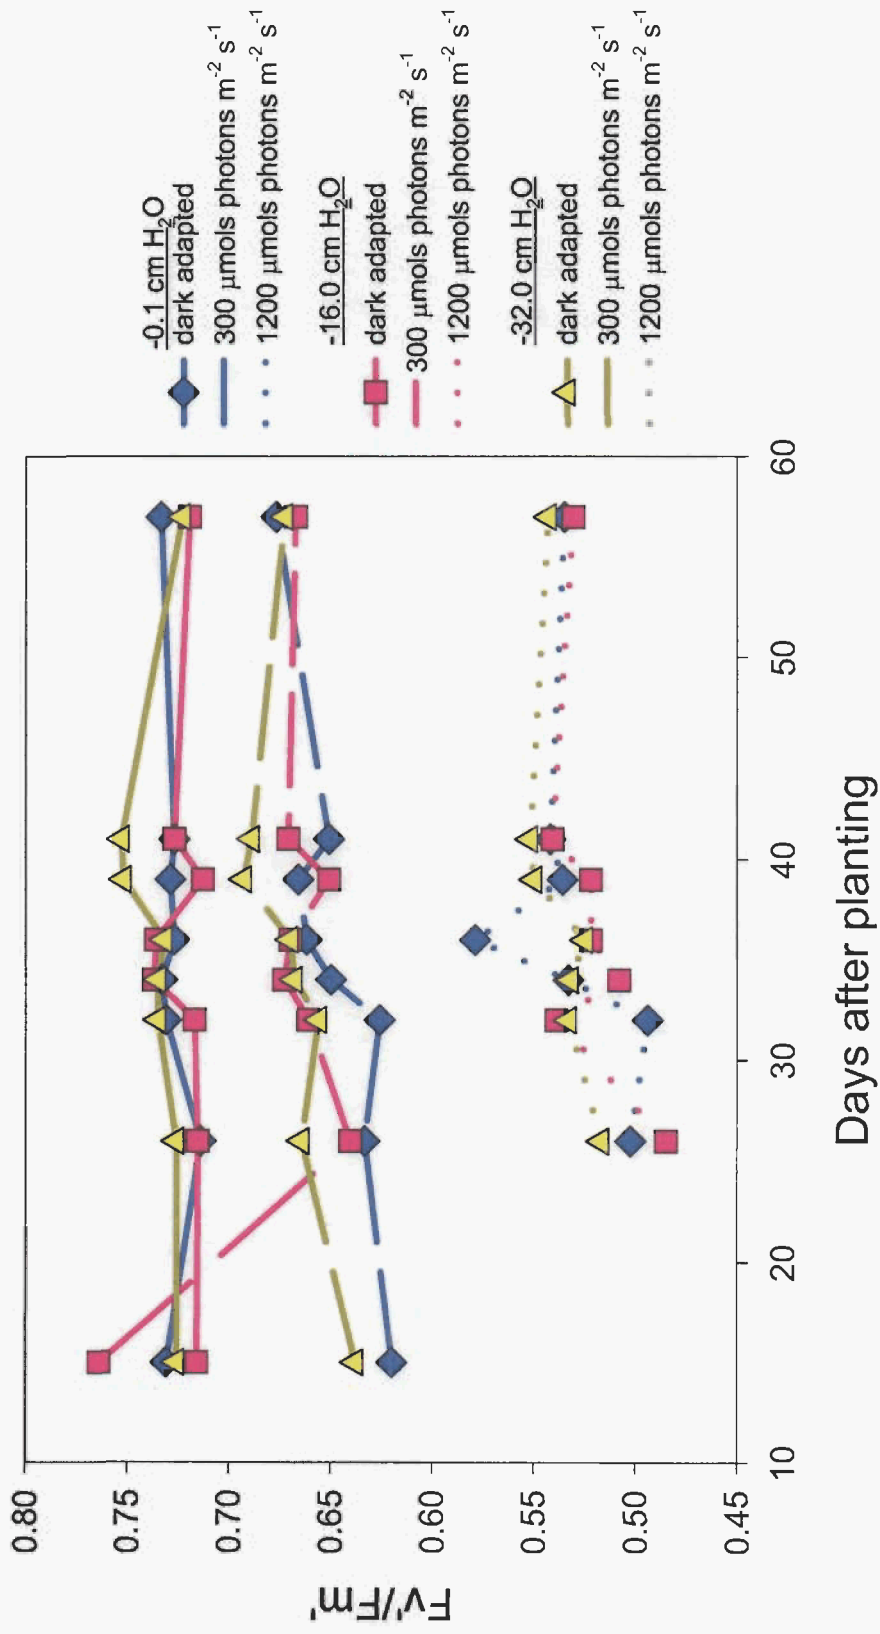 Fv'/Fm'
0.80
0.75
0.70
0.65
0.60
0.55
0.50
0.45
10
20
30
40
50
60
Days after planting
-0.1 cm H₂O
dark adapted
300 μmols photons m⁻² s⁻¹
1200 μmols photons m⁻² s⁻¹
-16.0 cm H₂O
dark adapted
300 μmols photons m⁻² s⁻¹
1200 μmols photons m⁻² s⁻¹
-32.0 cm H₂O
dark adapted
300 μmols photons m⁻² s⁻¹
1200 μmols photons m⁻² s⁻¹